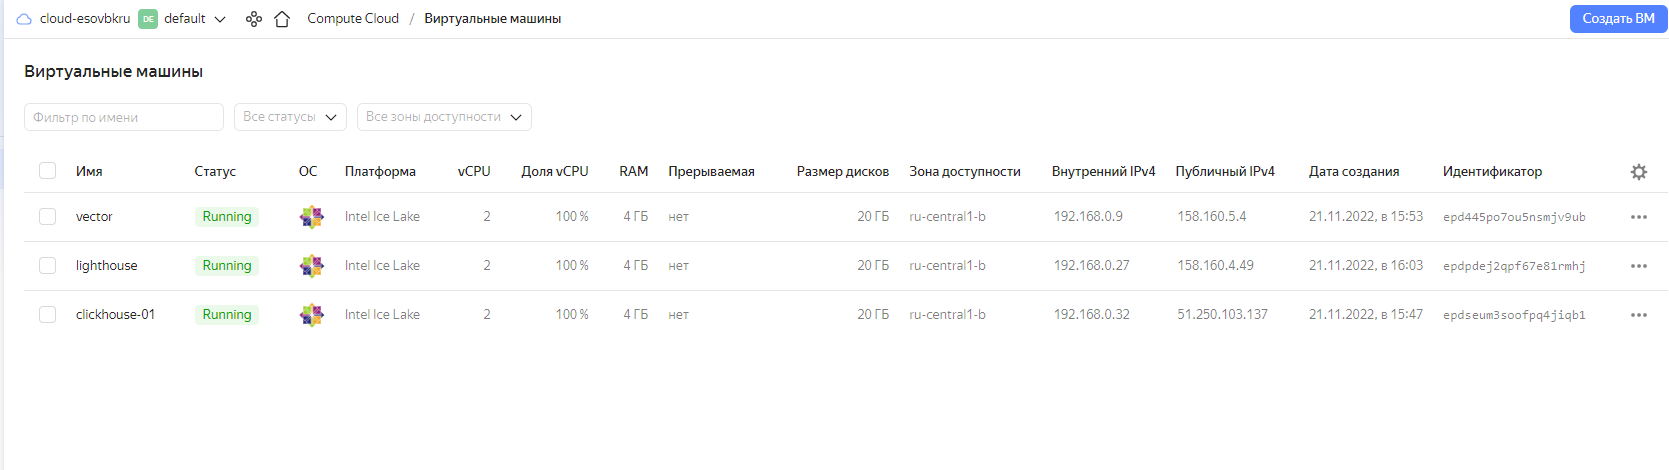 cloud-esovbkru DE default Compute Cloud / Виртуальные машины Создать ВМ
Виртуальные машины
Фильтр по имени Все статусы Все зоны доступности
Имя Статус ОС Платформа vCPU Доля vCPU RAM Прерываемая Размер дисков Зона доступности Внутренний IPv4 Публичный IPv4 Дата создания Идентификатор
vector Running Intel Ice Lake 2 100 % 4 ГБ нет 20 ГБ ru-central1-b 192.168.0.9 158.160.5.4 21.11.2022, в 15:53 epd445po7ou5nsmjv9ub
lighthouse Running Intel Ice Lake 2 100 % 4 ГБ нет 20 ГБ ru-central1-b 192.168.0.27 158.160.4.49 21.11.2022, в 16:03 epdpdej2qpf67e81rmhj
clickhouse-01 Running Intel Ice Lake 2 100 % 4 ГБ нет 20 ГБ ru-central1-b 192.168.0.32 51.250.103.137 21.11.2022, в 15:47 epdseum3soofpq4jiqb1